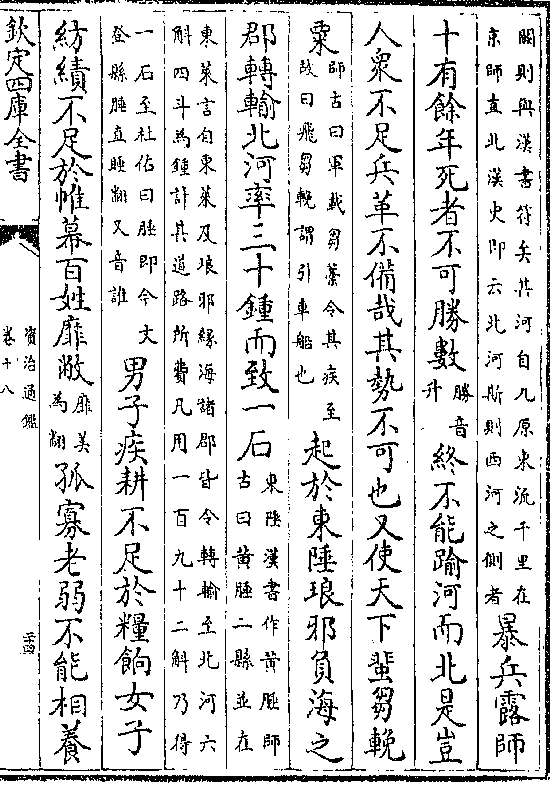 闗則與漢書符矣其河自九原東流千里在
京師直北漢史即云北河斯則西河之側者
暴兵露師
十有餘年死者不可勝數
勝音
升
終不能踰河而北是豈
人衆不足兵革不備哉其勢不可也又使天下蜚芻輓
粟
師古曰軍載芻藁令其疾至
故曰飛芻輓謂引車船也
起於東陲琅邪負海之
郡轉輸北河率三十鍾而致一石
東陲漢書作黄腄師
古曰黄腄二縣並在
東萊言自東萊及琅邪緣海諸郡皆令轉輸至北河六
斛四斗為鍾計其道路所費凡用一百九十二斛乃得
一石至杜佑曰腄即今文
登縣腄直睡翻又音誰
男子疾耕不足於糧餉女子
紡績不足於帷幕百姓靡敝
靡美
為翻
孤寡老弱不能相養
欽定四庫全書
資治通鑑
卷十八
二十四